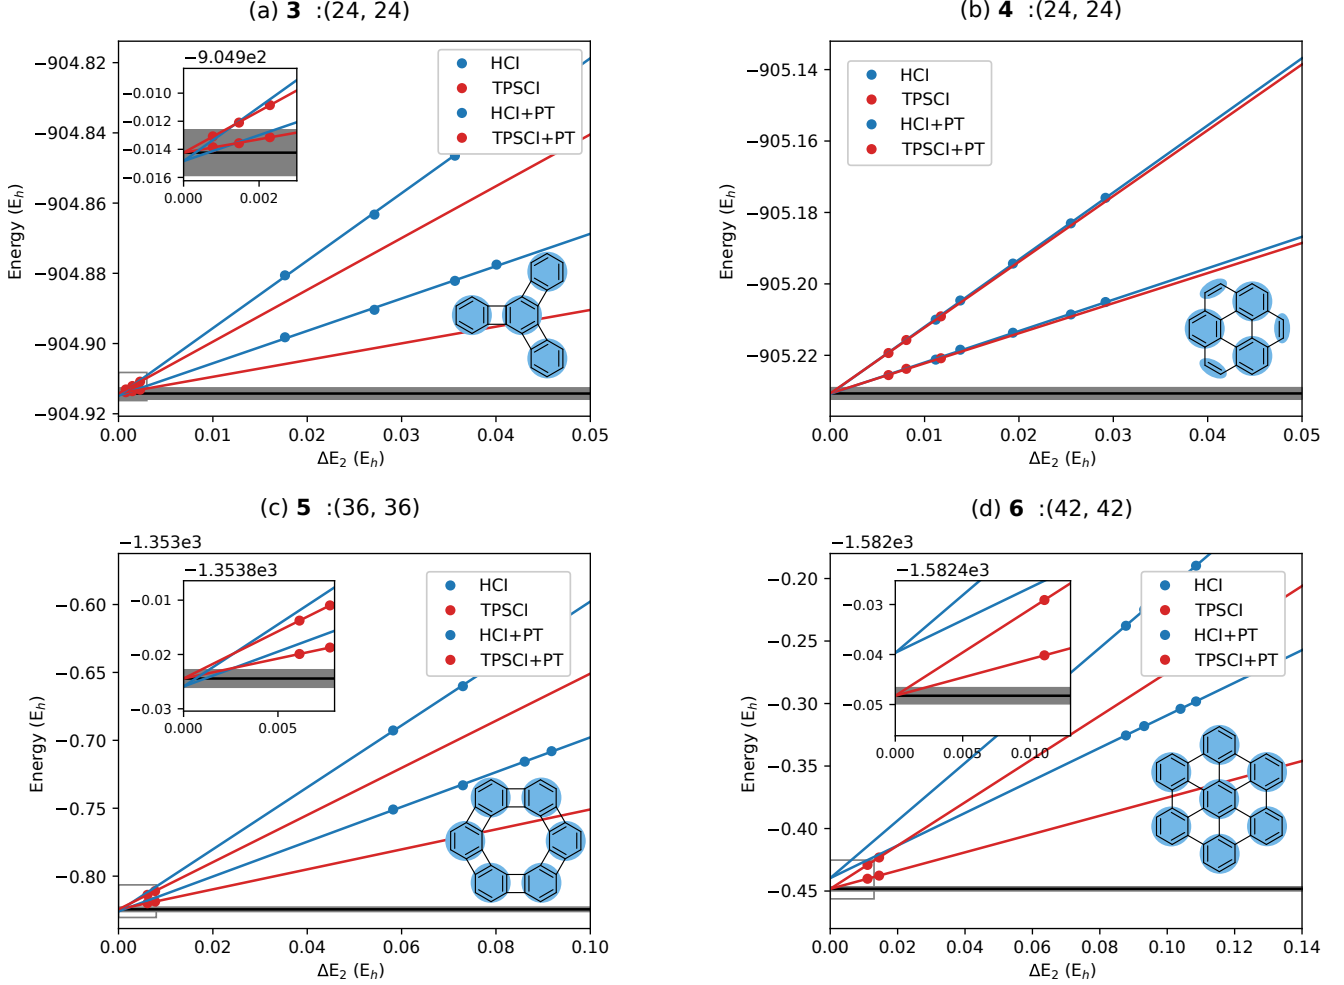 (a) 3 :(24, 24)
−9.049e2
−904.82
−904.84
−904.86
−904.88
−904.90
−904.92
Energy (E_h)
−0.010
−0.012
−0.014
−0.016
0.000 0.002
HCI
TPSCI
HCI+PT
TPSCI+PT
0.00 0.01 0.02 0.03 0.04 0.05
ΔE₂ (E_h)
(b) 4 :(24, 24)
−905.14
−905.16
−905.18
−905.20
−905.22
Energy (E_h)
HCI
TPSCI
HCI+PT
TPSCI+PT
0.00 0.01 0.02 0.03 0.04 0.05
ΔE₂ (E_h)
(c) 5 :(36, 36)
−1.353e3
−1.3538e3
−0.60
−0.65
−0.70
−0.75
−0.80
Energy (E_h)
−0.01
−0.02
−0.03
0.000 0.005
HCI
TPSCI
HCI+PT
TPSCI+PT
0.00 0.02 0.04 0.06 0.08 0.10
ΔE₂ (E_h)
(d) 6 :(42, 42)
−1.582e3
−1.5824e3
−0.20
−0.25
−0.30
−0.35
−0.40
−0.45
Energy (E_h)
−0.03
−0.04
−0.05
0.000 0.005 0.010
HCI
TPSCI
HCI+PT
TPSCI+PT
0.00 0.02 0.04 0.06 0.08 0.10 0.12 0.14
ΔE₂ (E_h)